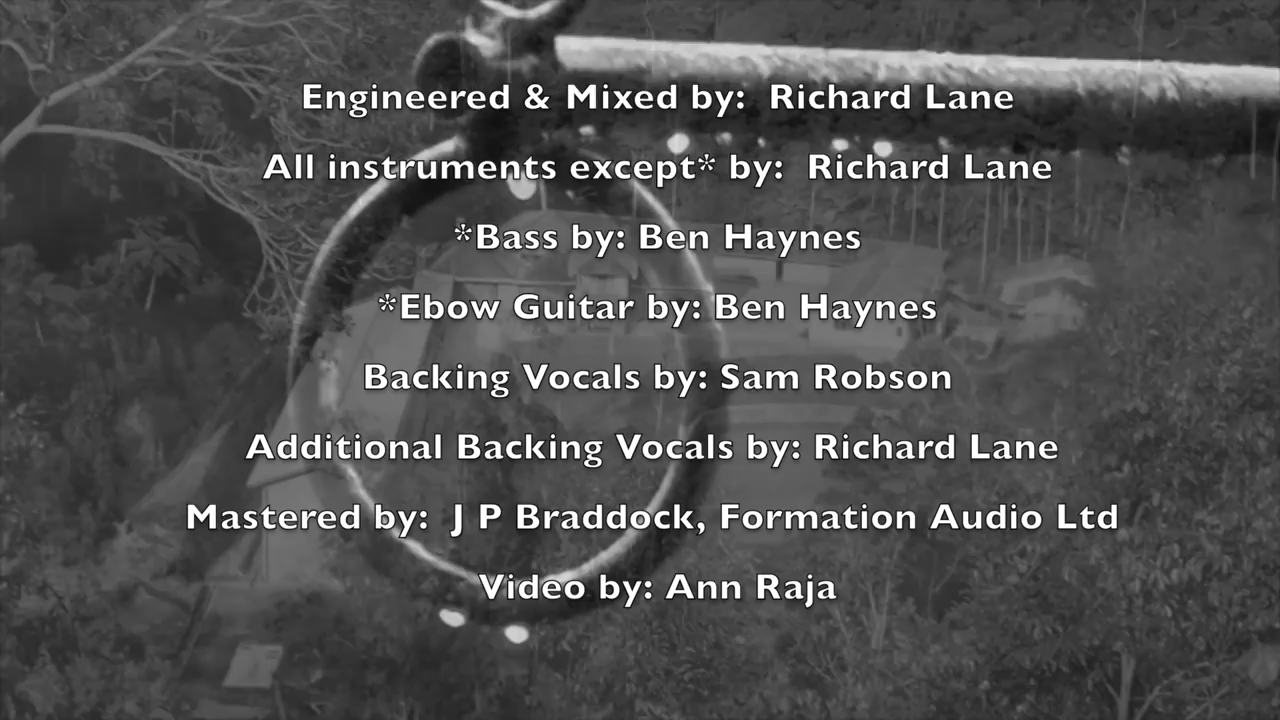 Engineered & Mixed by: Richard Lane
All instruments except* by: Richard Lane
*Bass by: Ben Haynes
*Ebow Guitar by: Ben Haynes
Backing Vocals by: Sam Robson
Additional Backing Vocals by: Richard Lane
Mastered by: J P Braddock, Formation Audio Ltd
Video by: Ann Raja